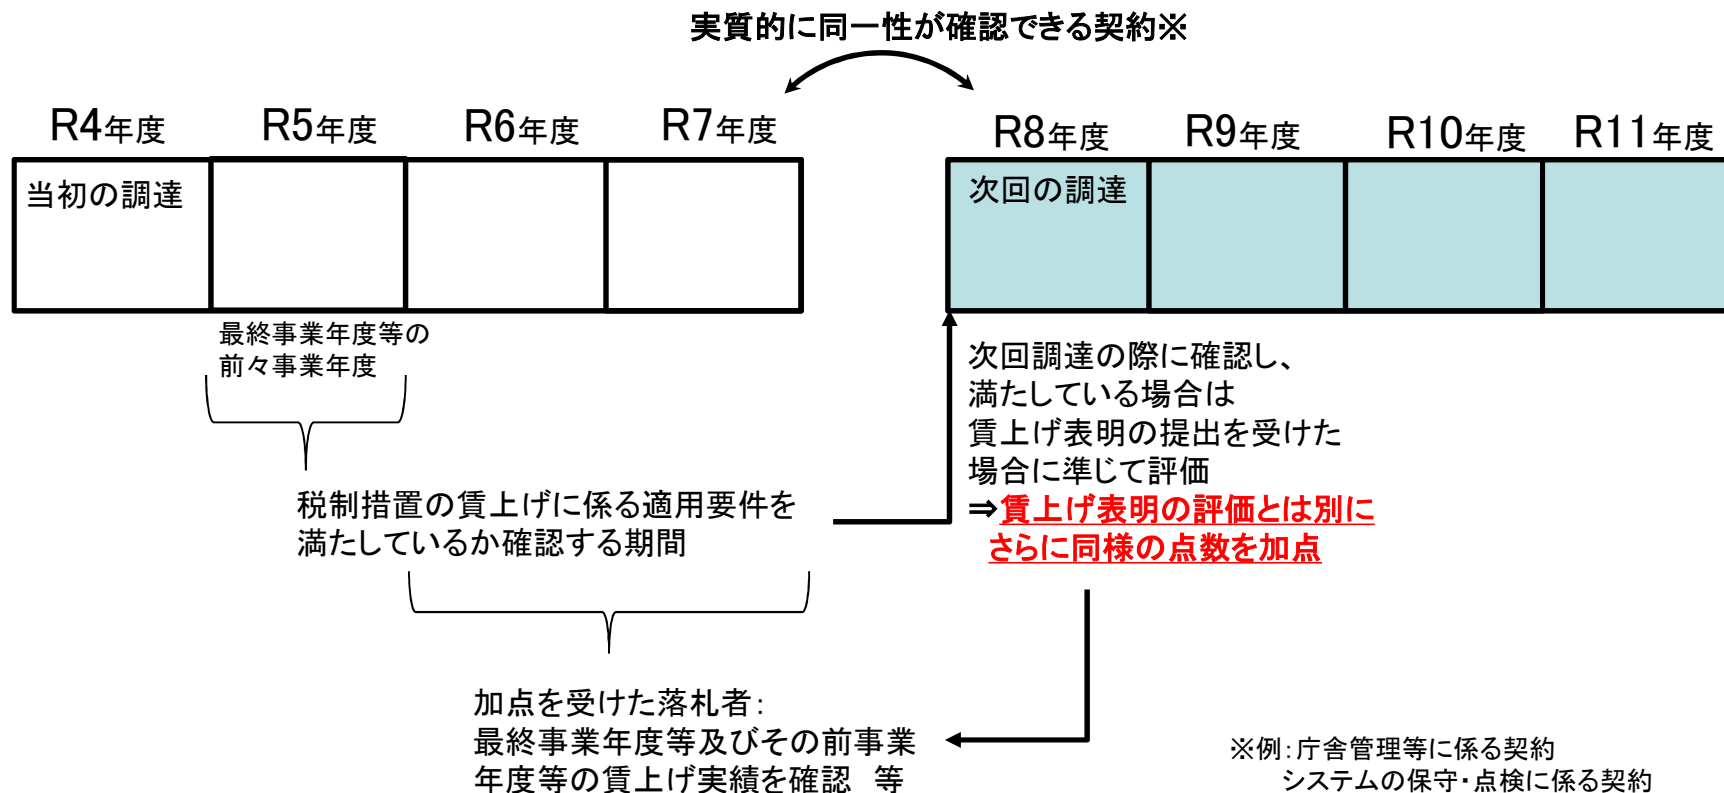 実質的に同一性が確認できる契約※
R4年度
R5年度
R6年度
R7年度
R8年度
R9年度
R10年度
R11年度
当初の調達
次回の調達
最終事業年度等の
前々事業年度
税制措置の賃上げに係る適用要件を
満たしているか確認する期間
次回調達の際に確認し、
満たしている場合は
賃上げ表明の提出を受けた
場合に準じて評価
⇒賃上げ表明の評価とは別に
さらに同様の点数を加点
加点を受けた落札者：
最終事業年度等及びその前事業
年度等の賃上げ実績を確認　等
※例：庁舎管理等に係る契約
システムの保守・点検に係る契約